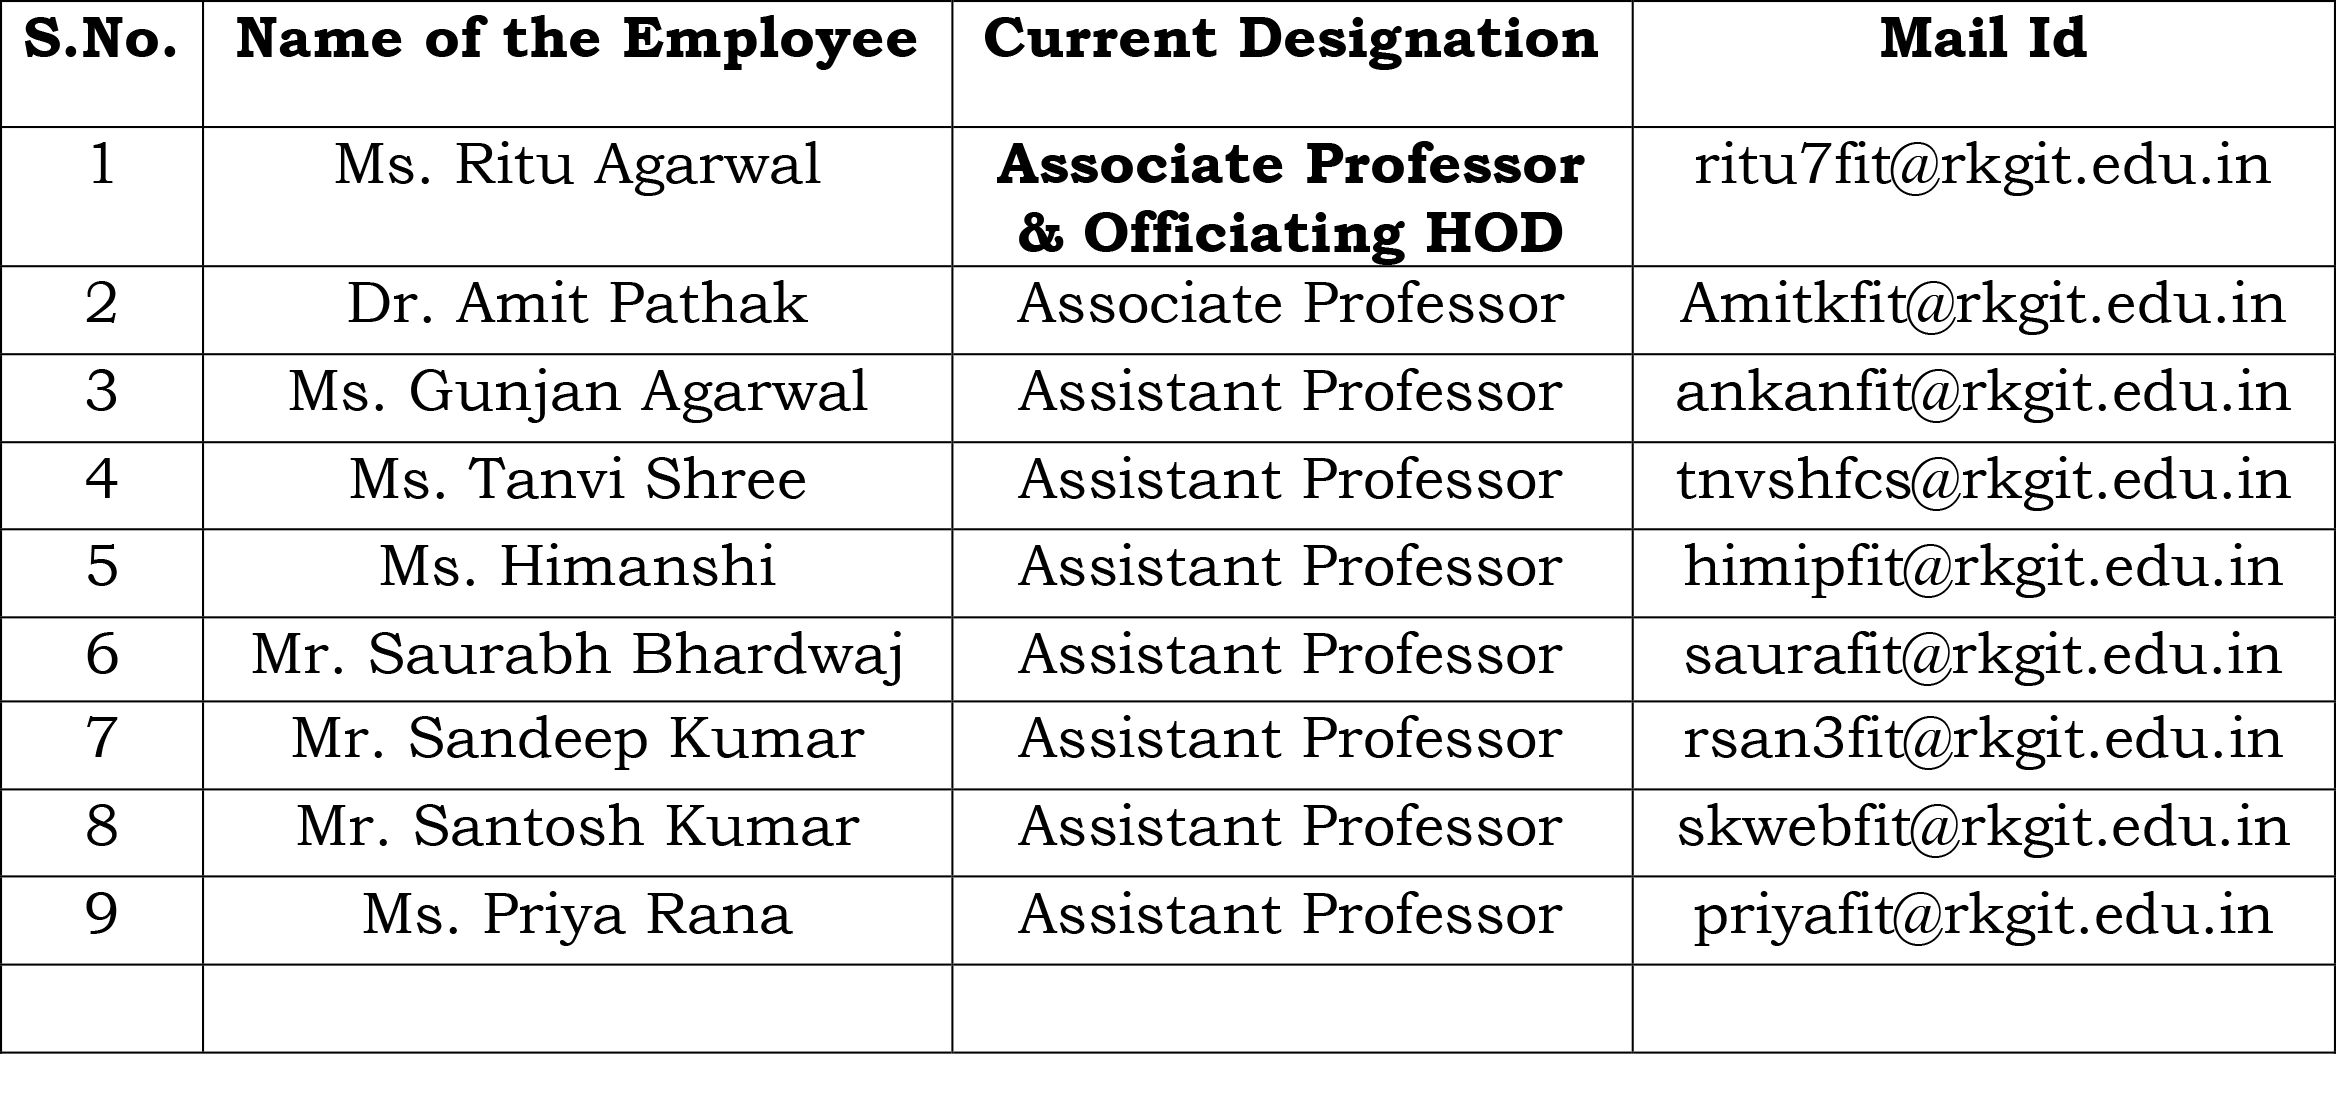 S.No. Name of the Employee Current Designation Mail Id
1 Ms. Ritu Agarwal Associate Professor ritu7fit@rkgit.edu.in
& Officiating HOD
2 Dr. Amit Pathak Associate Professor Amitkfit@rkgit.edu.in
3 Ms. Gunjan Agarwal Assistant Professor ankanfit@rkgit.edu.in
4 Ms. Tanvi Shree Assistant Professor tnvshfcs@rkgit.edu.in
5 Ms. Himanshi Assistant Professor himipfit@rkgit.edu.in
6 Mr. Saurabh Bhardwaj Assistant Professor saurafit@rkgit.edu.in
7 Mr. Sandeep Kumar Assistant Professor rsan3fit@rkgit.edu.in
8 Mr. Santosh Kumar Assistant Professor skwebfit@rkgit.edu.in
9 Ms. Priya Rana Assistant Professor priyafit@rkgit.edu.in